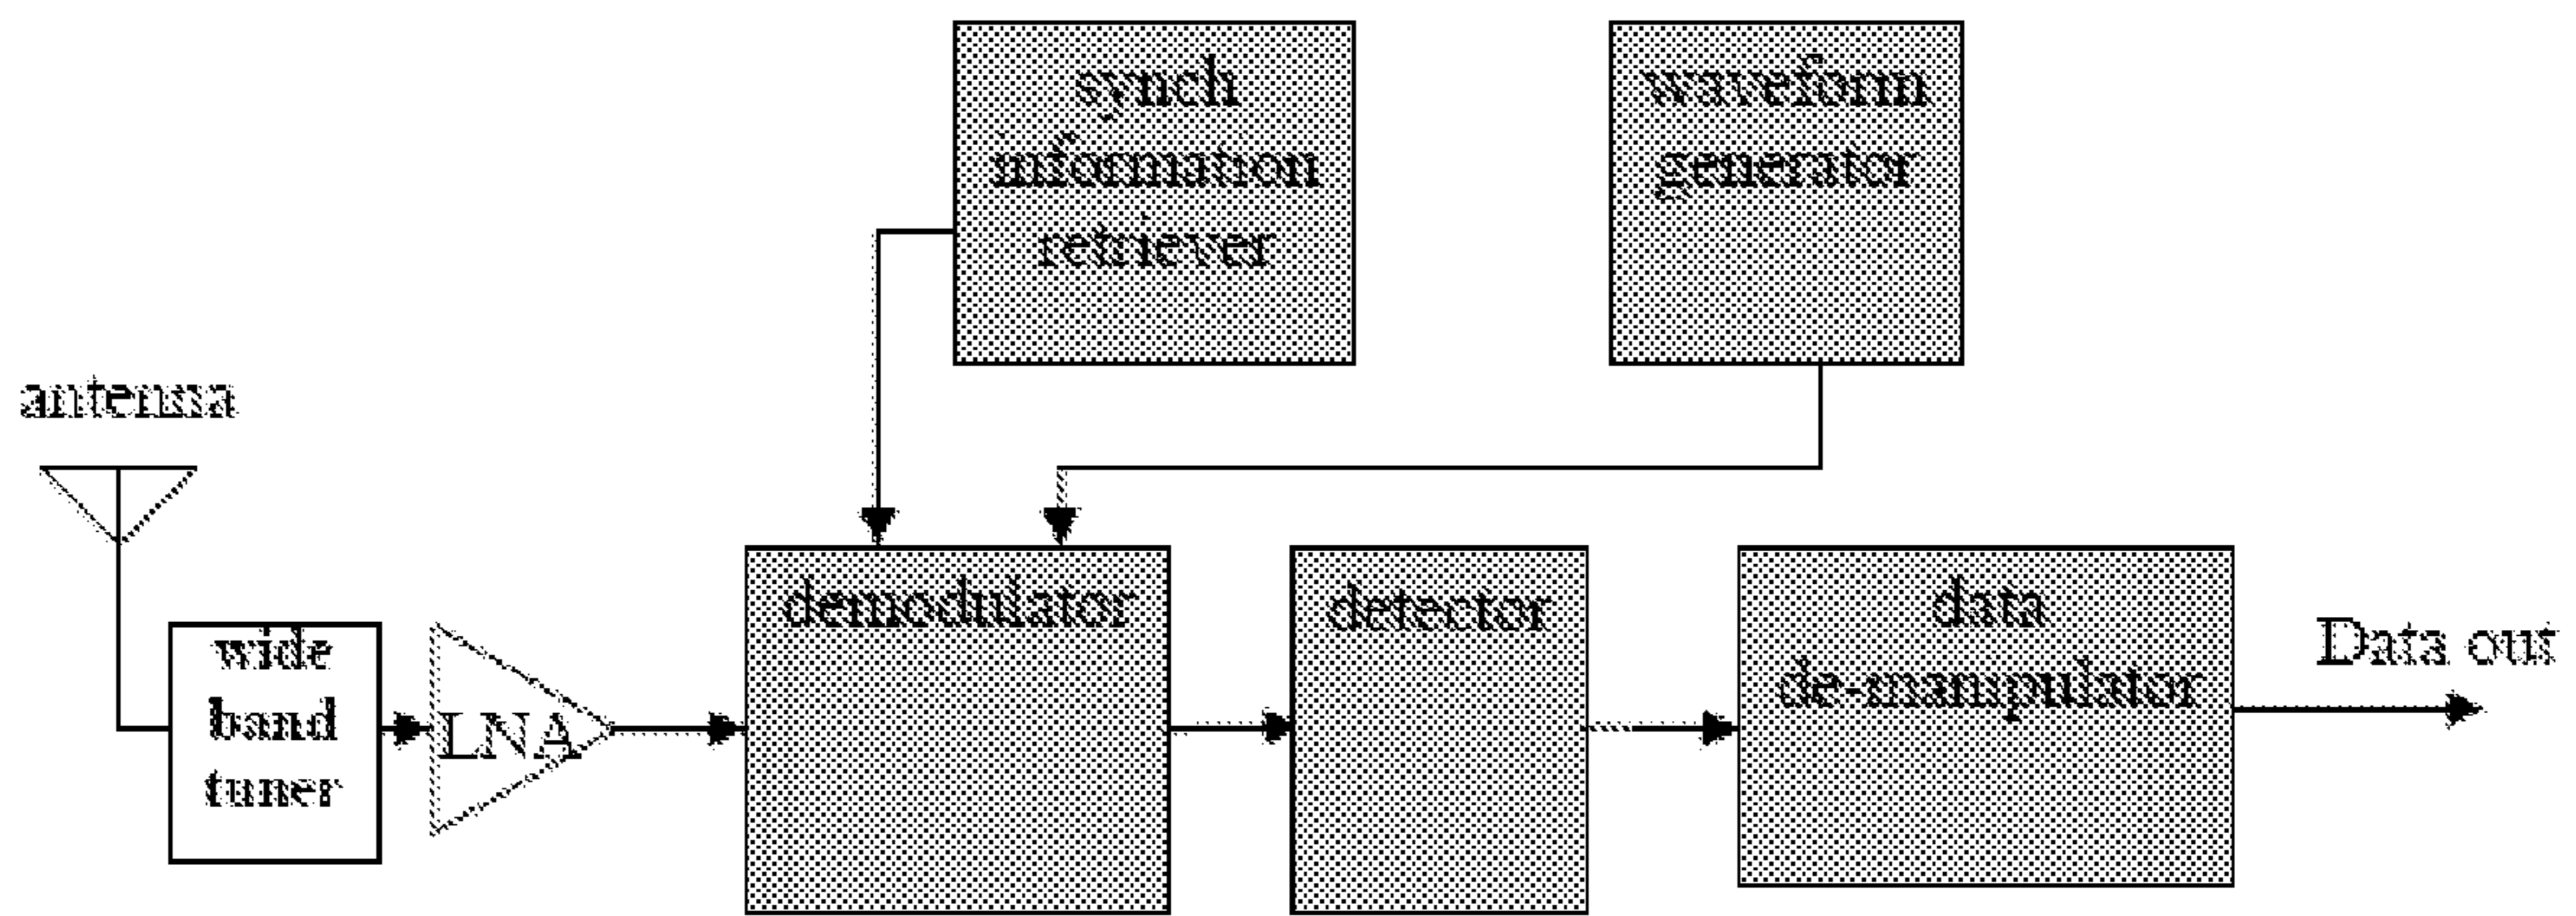 synch
information
retriever
waveform
generator
antenna
wide
band
tuner
LNA
demodulator
detector
data
de-manipulator
Data out